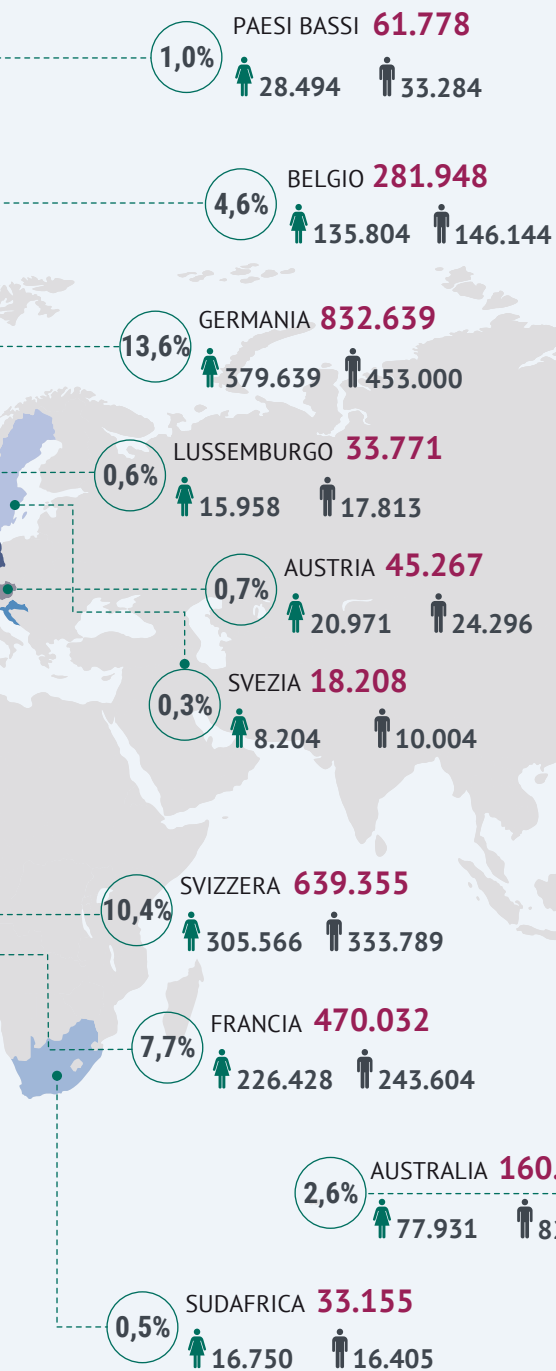 PAESI BASSI 61.778
1,0%
28.494 33.284
BELGIO 281.948
4,6%
135.804 146.144
GERMANIA 832.639
13,6%
379.639 453.000
LUSSEMBURGO 33.771
0,6%
15.958 17.813
AUSTRIA 45.267
0,7%
20.971 24.296
SVEZIA 18.208
0,3%
8.204 10.004
SVIZZERA 639.355
10,4%
305.566 333.789
FRANCIA 470.032
7,7%
226.428 243.604
AUSTRALIA 160.
2,6%
77.931
SUDAFRICA 33.155
0,5%
16.750 16.405